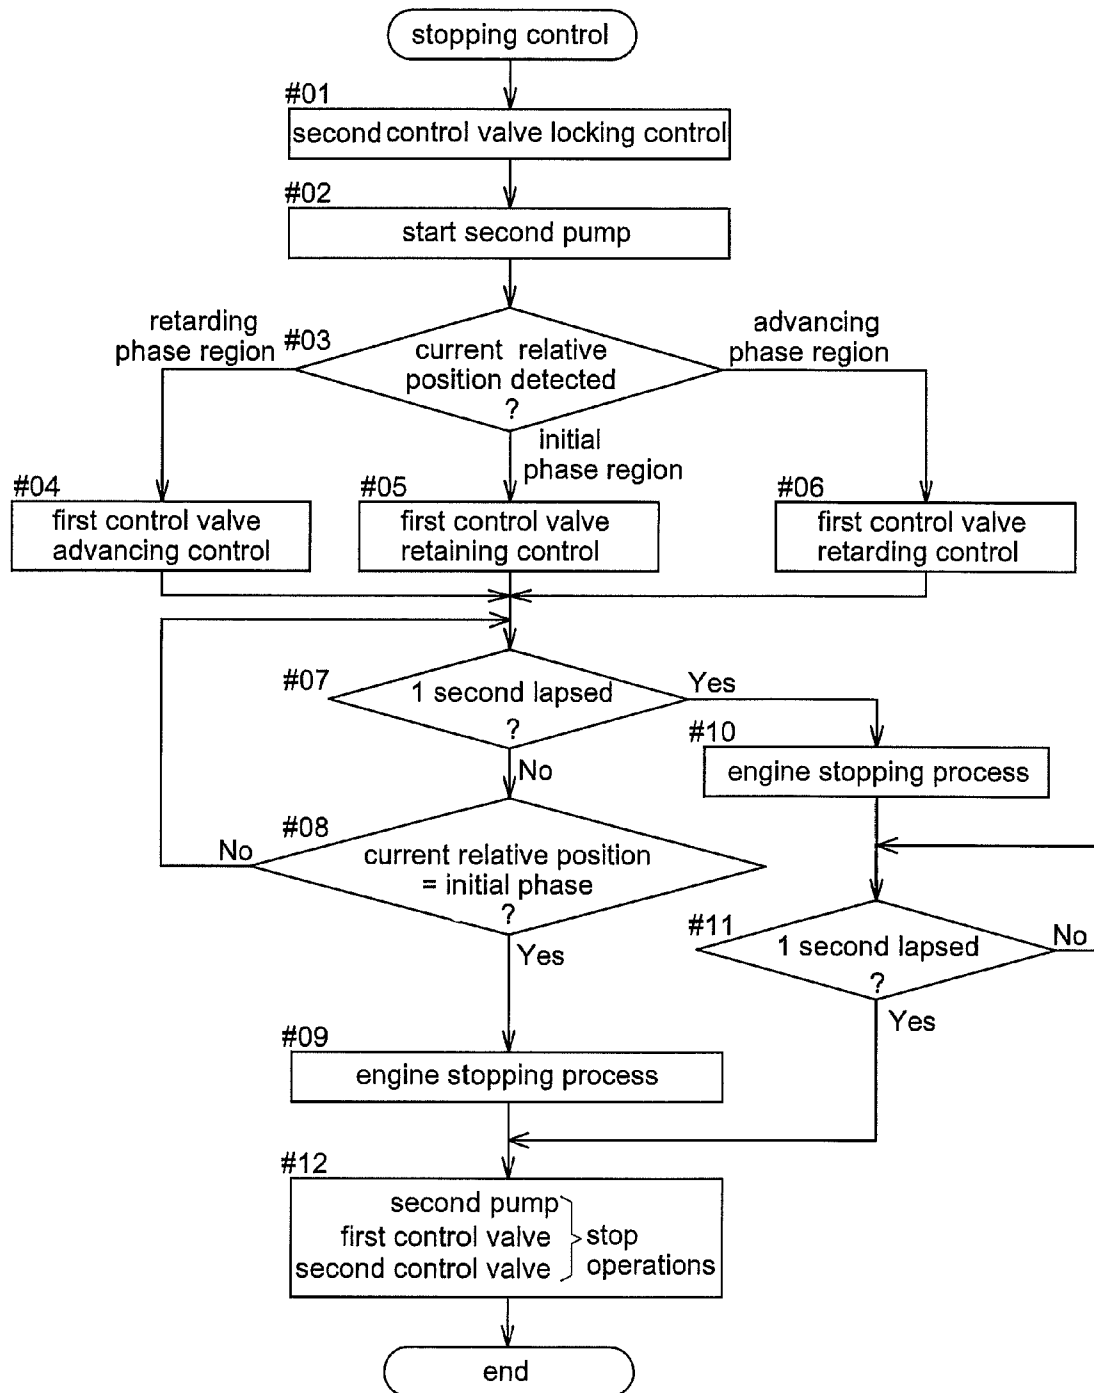 stopping control
#01
second control valve locking control
#02
start second pump
retarding
phase region
#03
current relative
position detected
?
advancing
phase region
initial
phase region
#04
first control valve
advancing control
#05
first control valve
retaining control
#06
first control valve
retarding control
#07
1 second lapsed
?
Yes
No
#10
engine stopping process
#08
No
current relative position
= initial phase
?
Yes
#11
1 second lapsed
?
No
Yes
#09
engine stopping process
#12
second pump
first control valve
second control valve
stop
operations
end